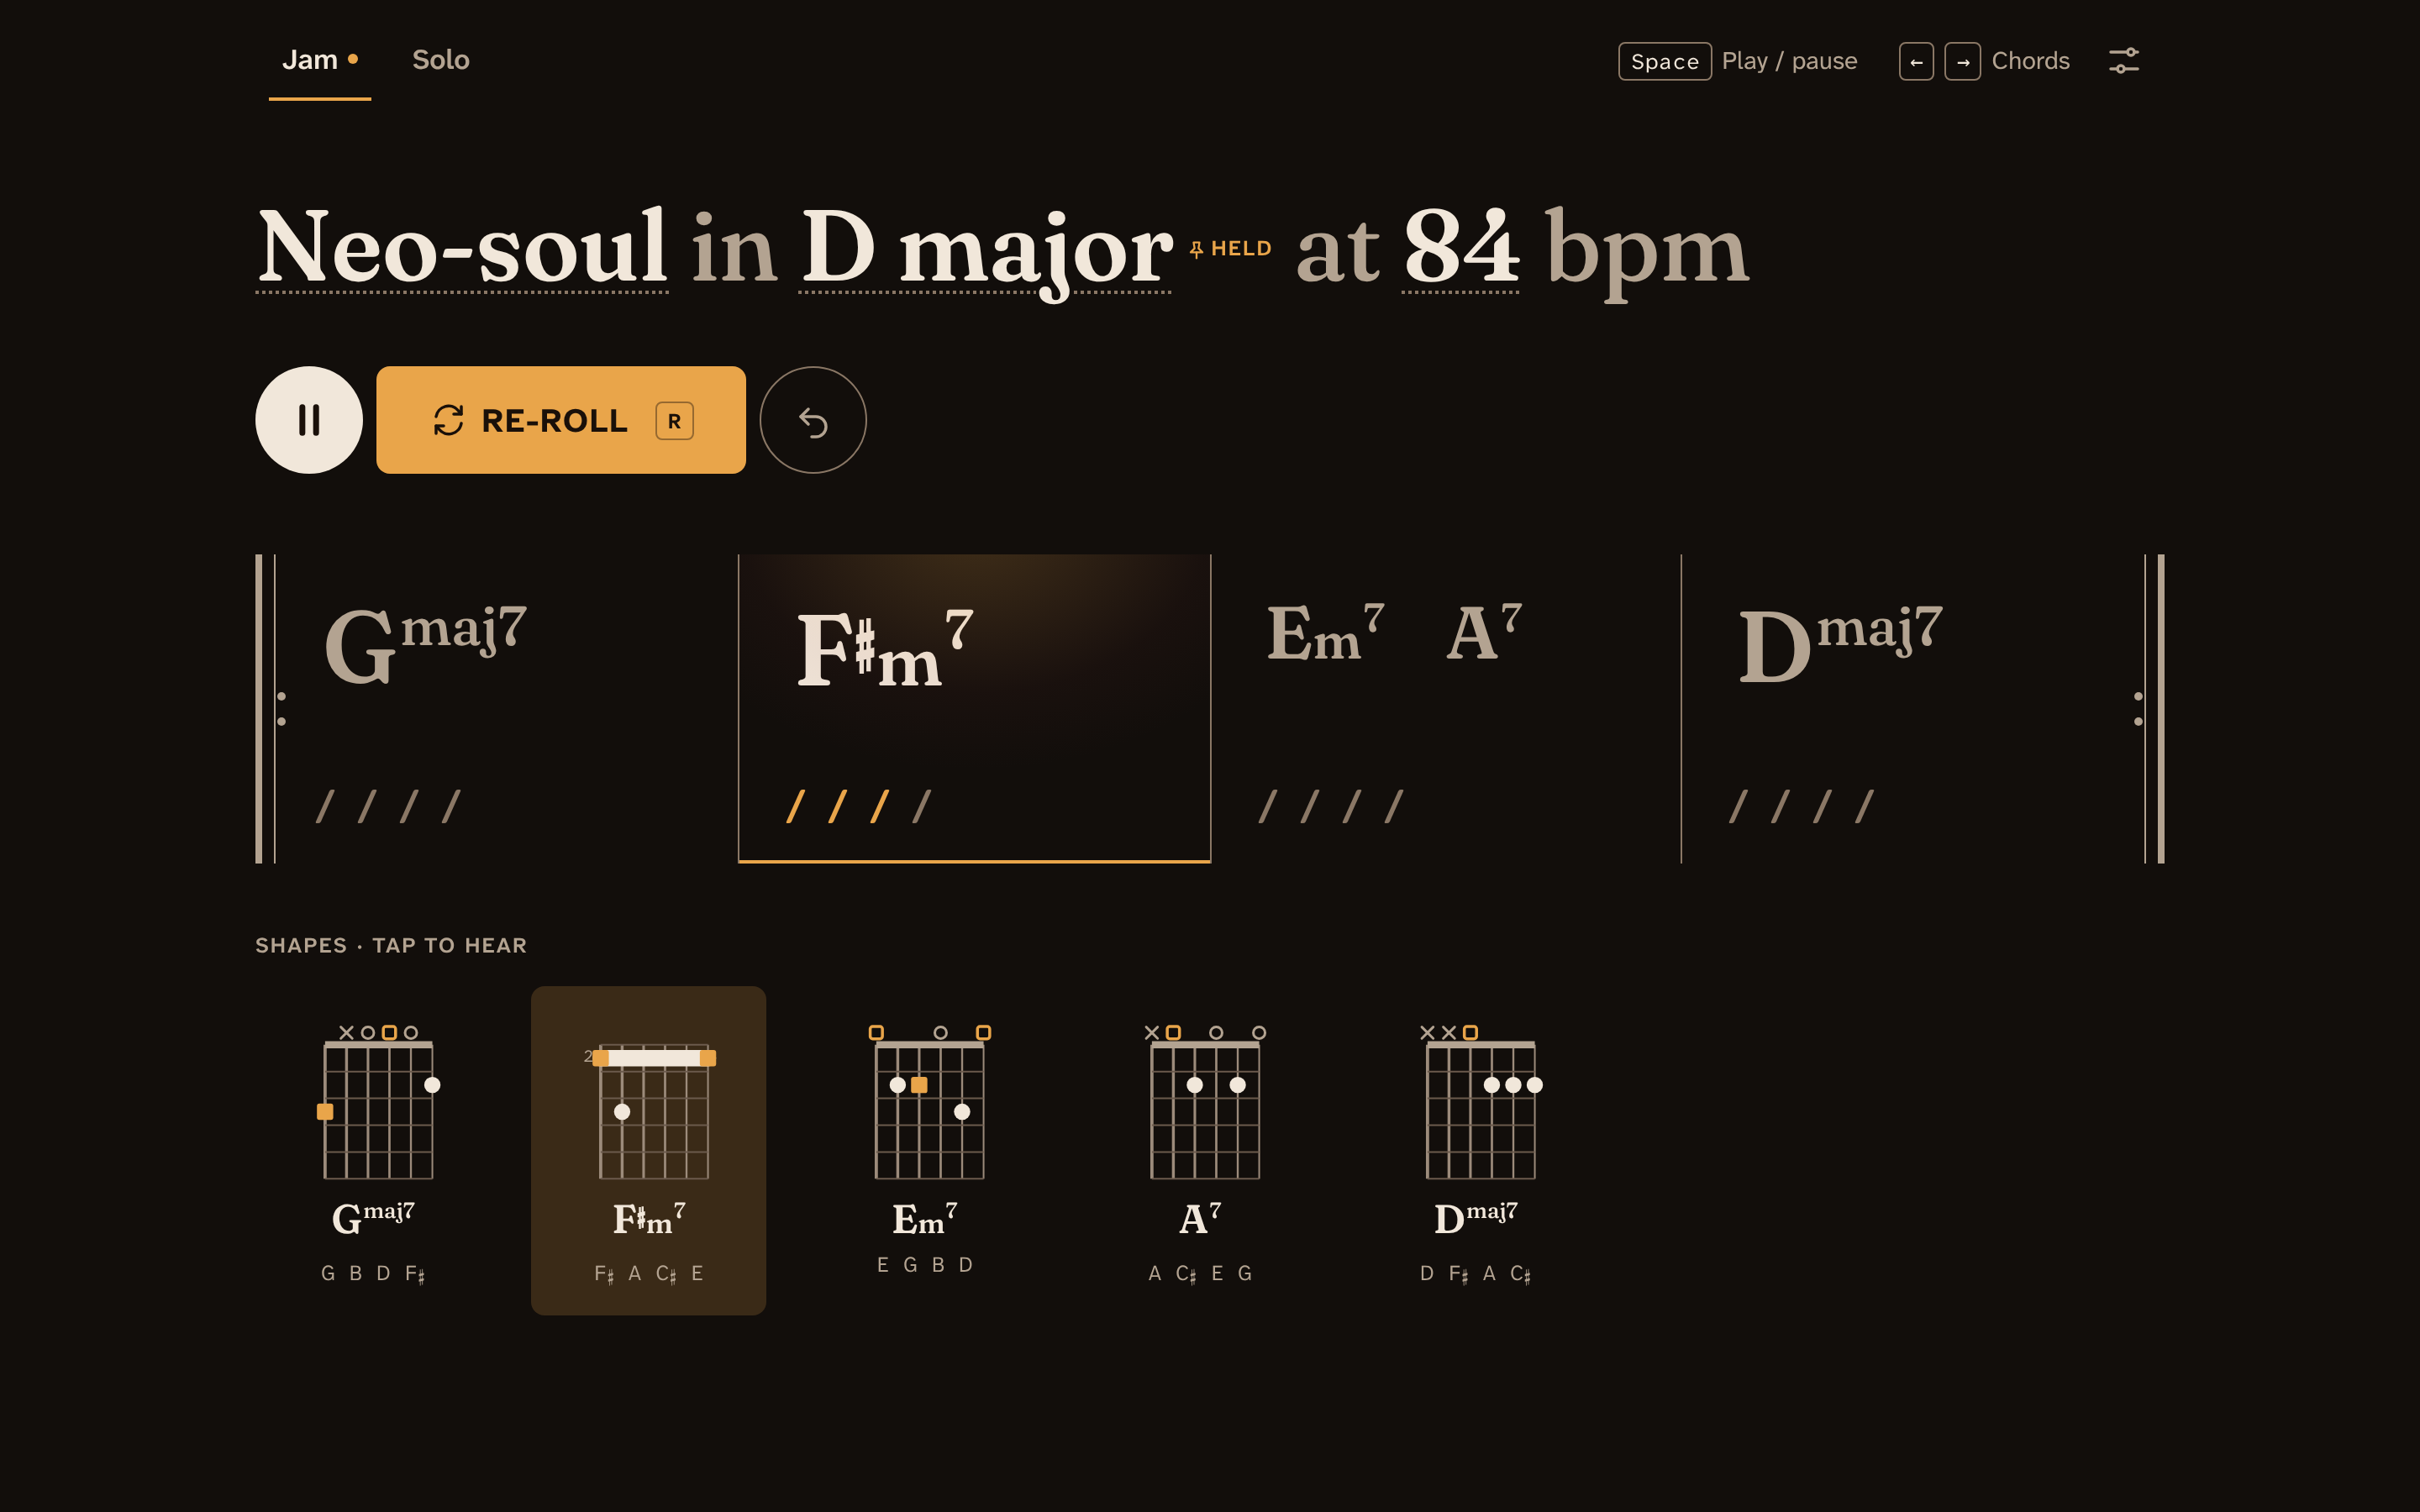 Jam Solo Space Play / pause ← → Chords
Neo-soul in D major HELD at 84 bpm
RE-ROLL R
Gmaj7 F♯m7 Em7 A7 Dmaj7
SHAPES · TAP TO HEAR
2
Gmaj7 F♯m7 Em7 A7 Dmaj7
G B D F♯ F♯ A C♯ E E G B D A C♯ E G D F♯ A C♯